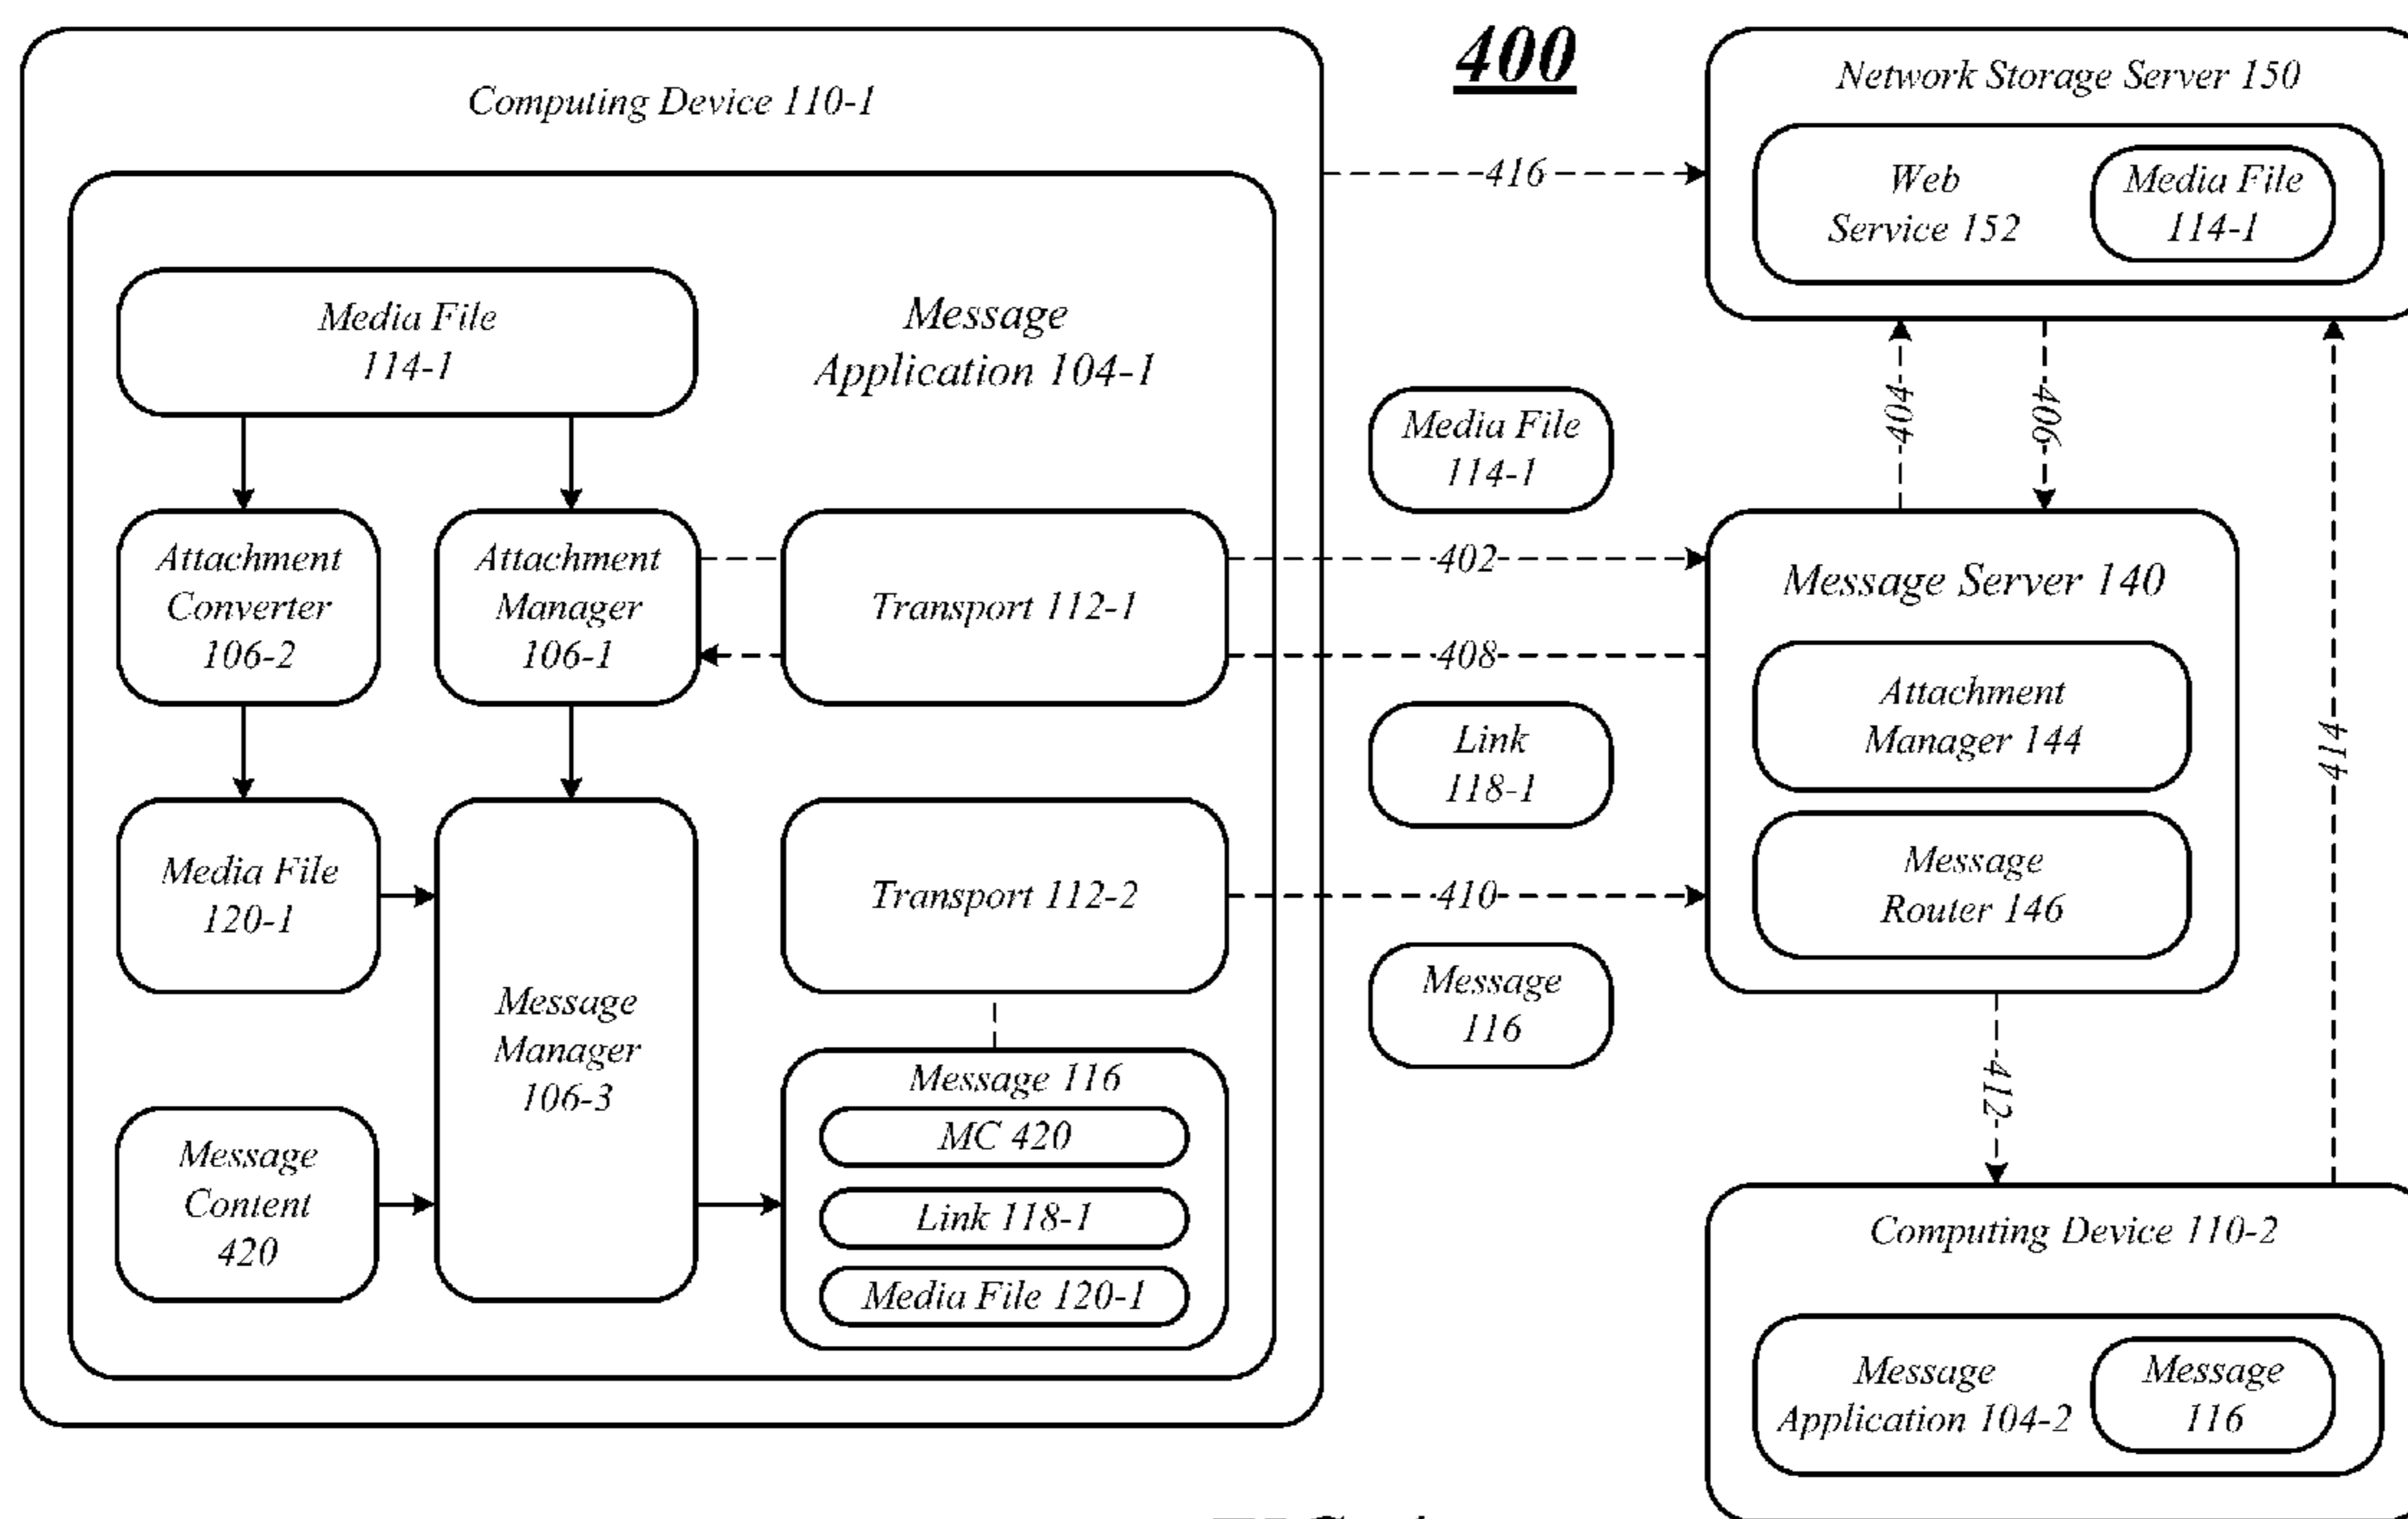 400
Computing Device 110-1
Message
Application 104-1
Media File
114-1
Attachment
Converter
106-2
Attachment
Manager
106-1
Transport 112-1
Media File
120-1
Message
Manager
106-3
Transport 112-2
Message
Content
420
Message 116
MC 420
Link 118-1
Media File 120-1
416
Media File
114-1
402
408
Link
118-1
410
Message
116
Network Storage Server 150
Web
Service 152
Media File
114-1
404
406
414
Message Server 140
Attachment
Manager 144
Message
Router 146
412
Computing Device 110-2
Message
Application 104-2
Message
116